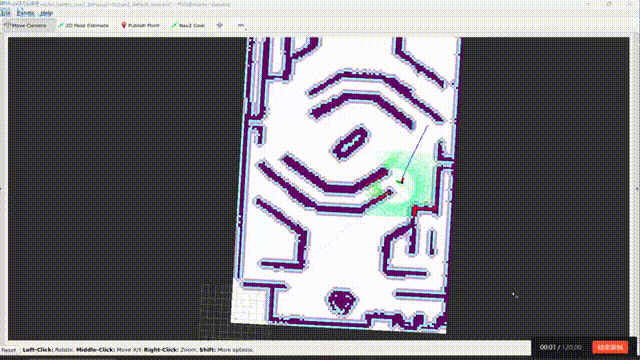 File Panels Help
Move Camera 2D Pose Estimate Publish Point Nav2 Goal
Reset Left-Click: Rotate. Middle-Click: Move X/Y. Right-Click: Zoom. Shift: More options.
00:01 / 120:00 结束录制